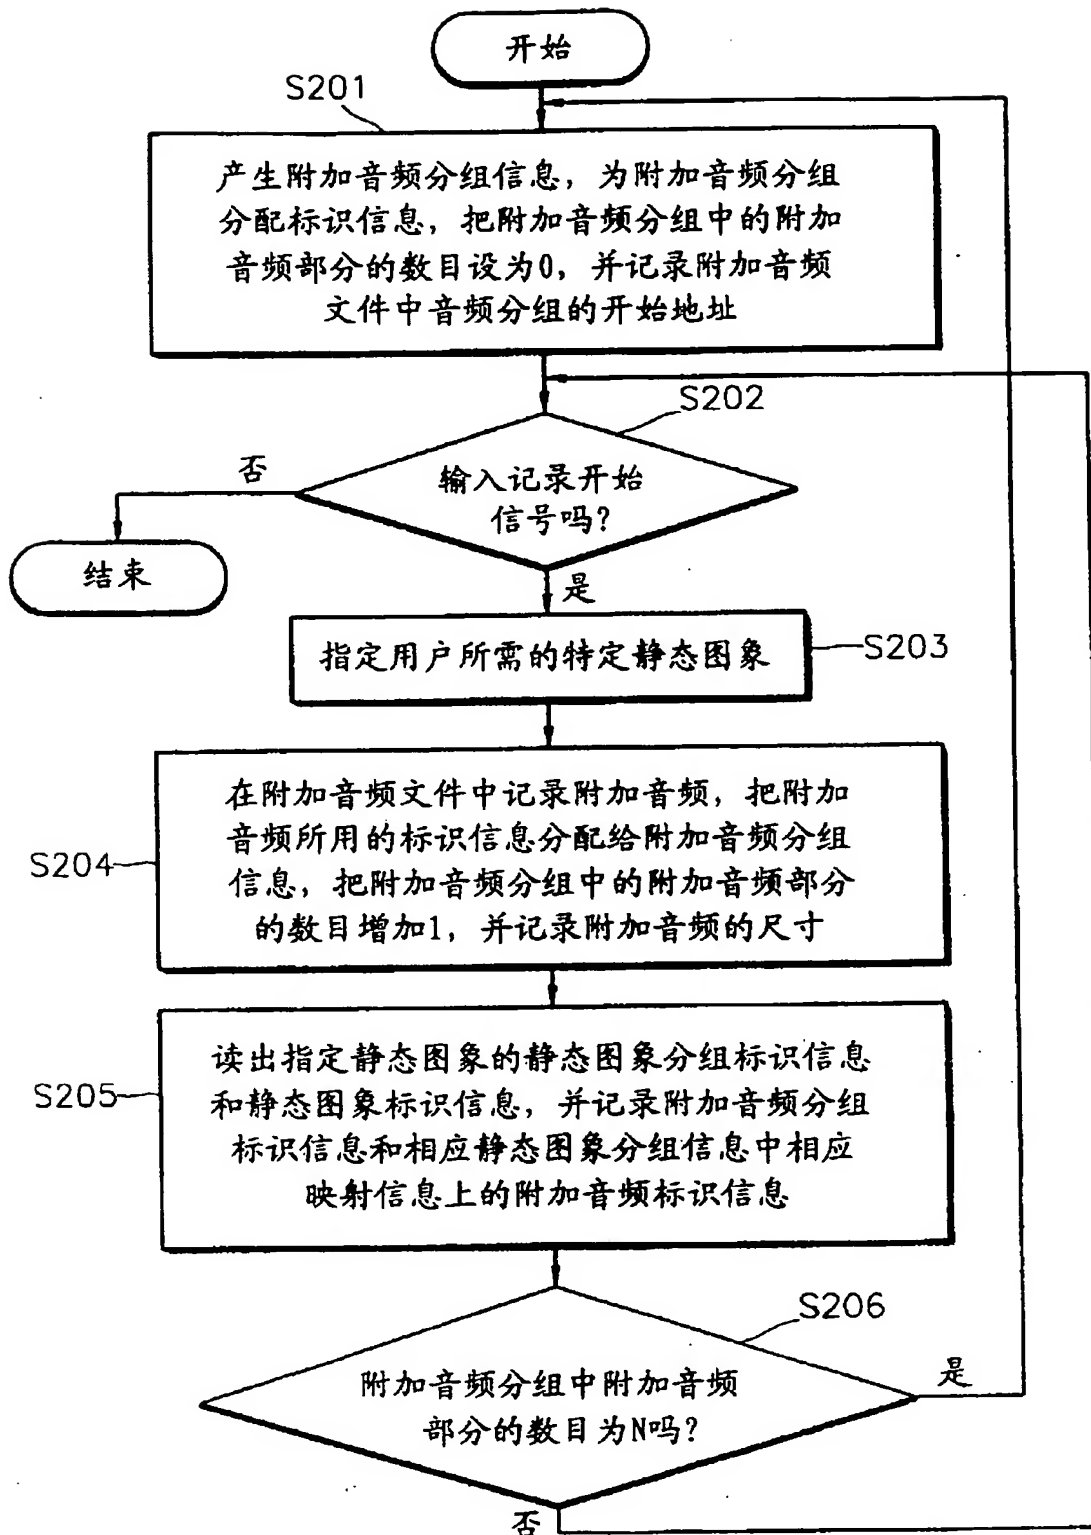 开始
S201
产生附加音频分组信息，为附加音频分组
分配标识信息，把附加音频分组中的附加
音频部分的数目设为0，并记录附加音频
文件中音频分组的开始地址
S202
否
输入记录开始
信号吗？
结束
是
指定用户所需的特定静态图象
S203
在附加音频文件中记录附加音频，把附加
音频所用的标识信息分配给附加音频分组
信息，把附加音频分组中的附加音频部分
的数目增加1，并记录附加音频的尺寸
S204
读出指定静态图象的静态图象分组标识信息
和静态图象标识信息，并记录附加音频分组
标识信息和相应静态图象分组信息中相应
映射信息上的附加音频标识信息
S205
S206
附加音频分组中附加音频
部分的数目为N吗？
是
否